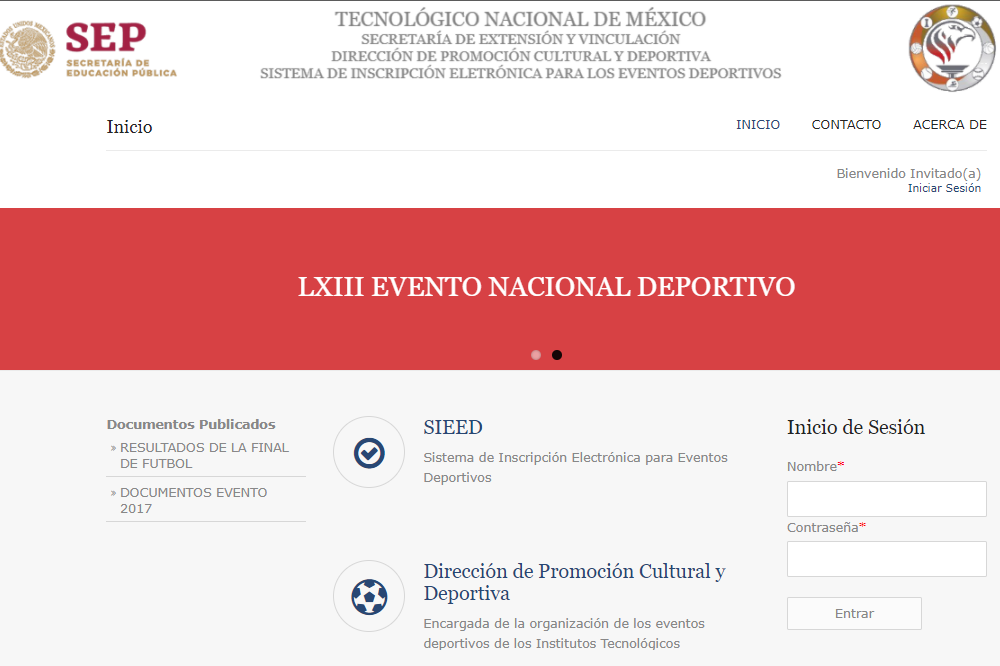 SEP
SECRETARÍA DE
EDUCACIÓN PÚBLICA
TECNOLÓGICO NACIONAL DE MÉXICO
SECRETARÍA DE EXTENSIÓN Y VINCULACIÓN
DIRECCIÓN DE PROMOCIÓN CULTURAL Y DEPORTIVA
SISTEMA DE INSCRIPCIÓN ELETRÓNICA PARA LOS EVENTOS DEPORTIVOS
Inicio
INICIO CONTACTO ACERCA DE
Bienvenido Invitado(a)
Iniciar Sesión
LXIII EVENTO NACIONAL DEPORTIVO
Documentos Publicados
» RESULTADOS DE LA FINAL
DE FUTBOL
» DOCUMENTOS EVENTO
2017
SIEED
Sistema de Inscripción Electrónica para Eventos
Deportivos
Dirección de Promoción Cultural y
Deportiva
Encargada de la organización de los eventos
deportivos de los Institutos Tecnológicos
Inicio de Sesión
Nombre*
Contraseña*
Entrar